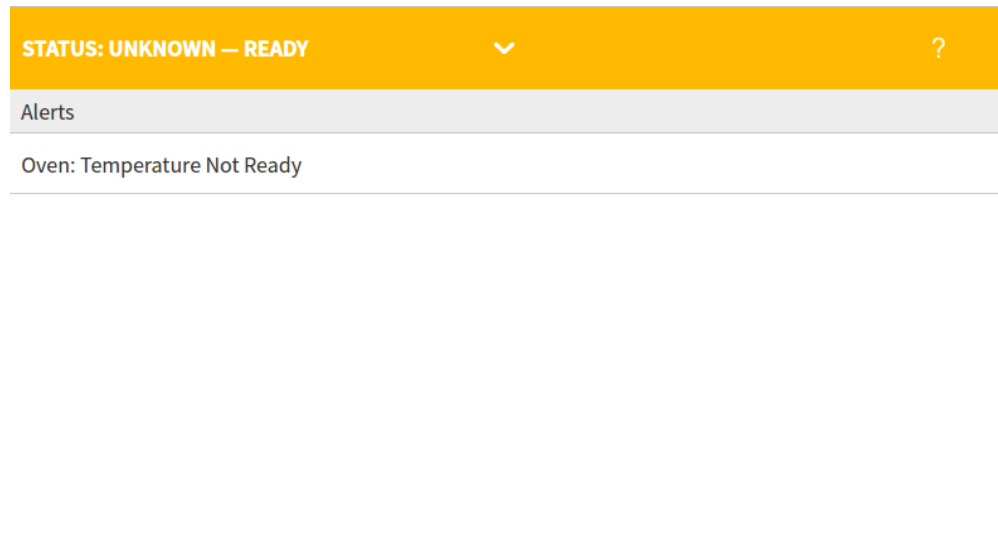 STATUS: UNKNOWN — READY
?
Alerts
Oven: Temperature Not Ready